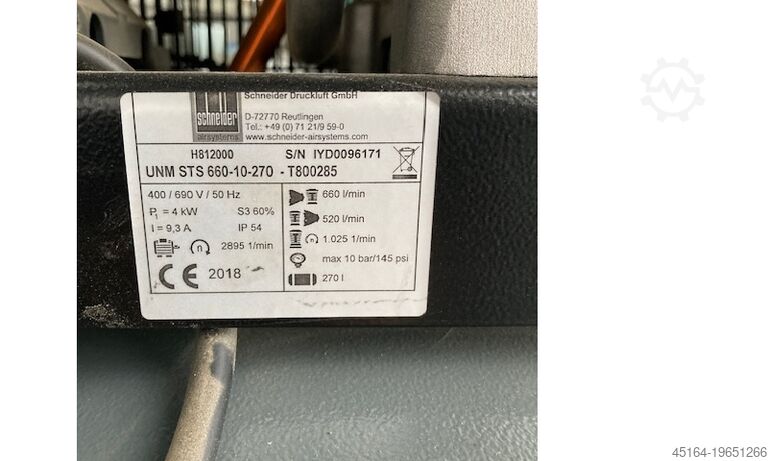 Schneider Druckluft GmbH
D-72770 Reutlingen
Tel.: +49 (0) 71 21/9 59-0
www.schneider-airsystems.com
schneider
airsystems
H812000 S/N IYD0096171
UNM STS 660-10-270 - T800285
400 / 690 V / 50 Hz
P1 = 4 kW S3 60%
I = 9,3 A IP 54
n 2895 1/min
CE 2018
660 l/min
520 l/min
n 1.025 1/min
max 10 bar/145 psi
270 l
45164-19651266